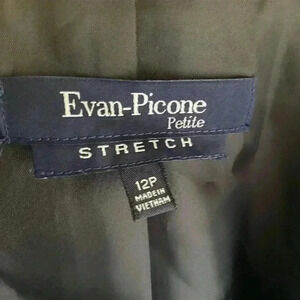 Evan-Picone
Petite
STRETCH
12P
MADE IN
VIETNAM